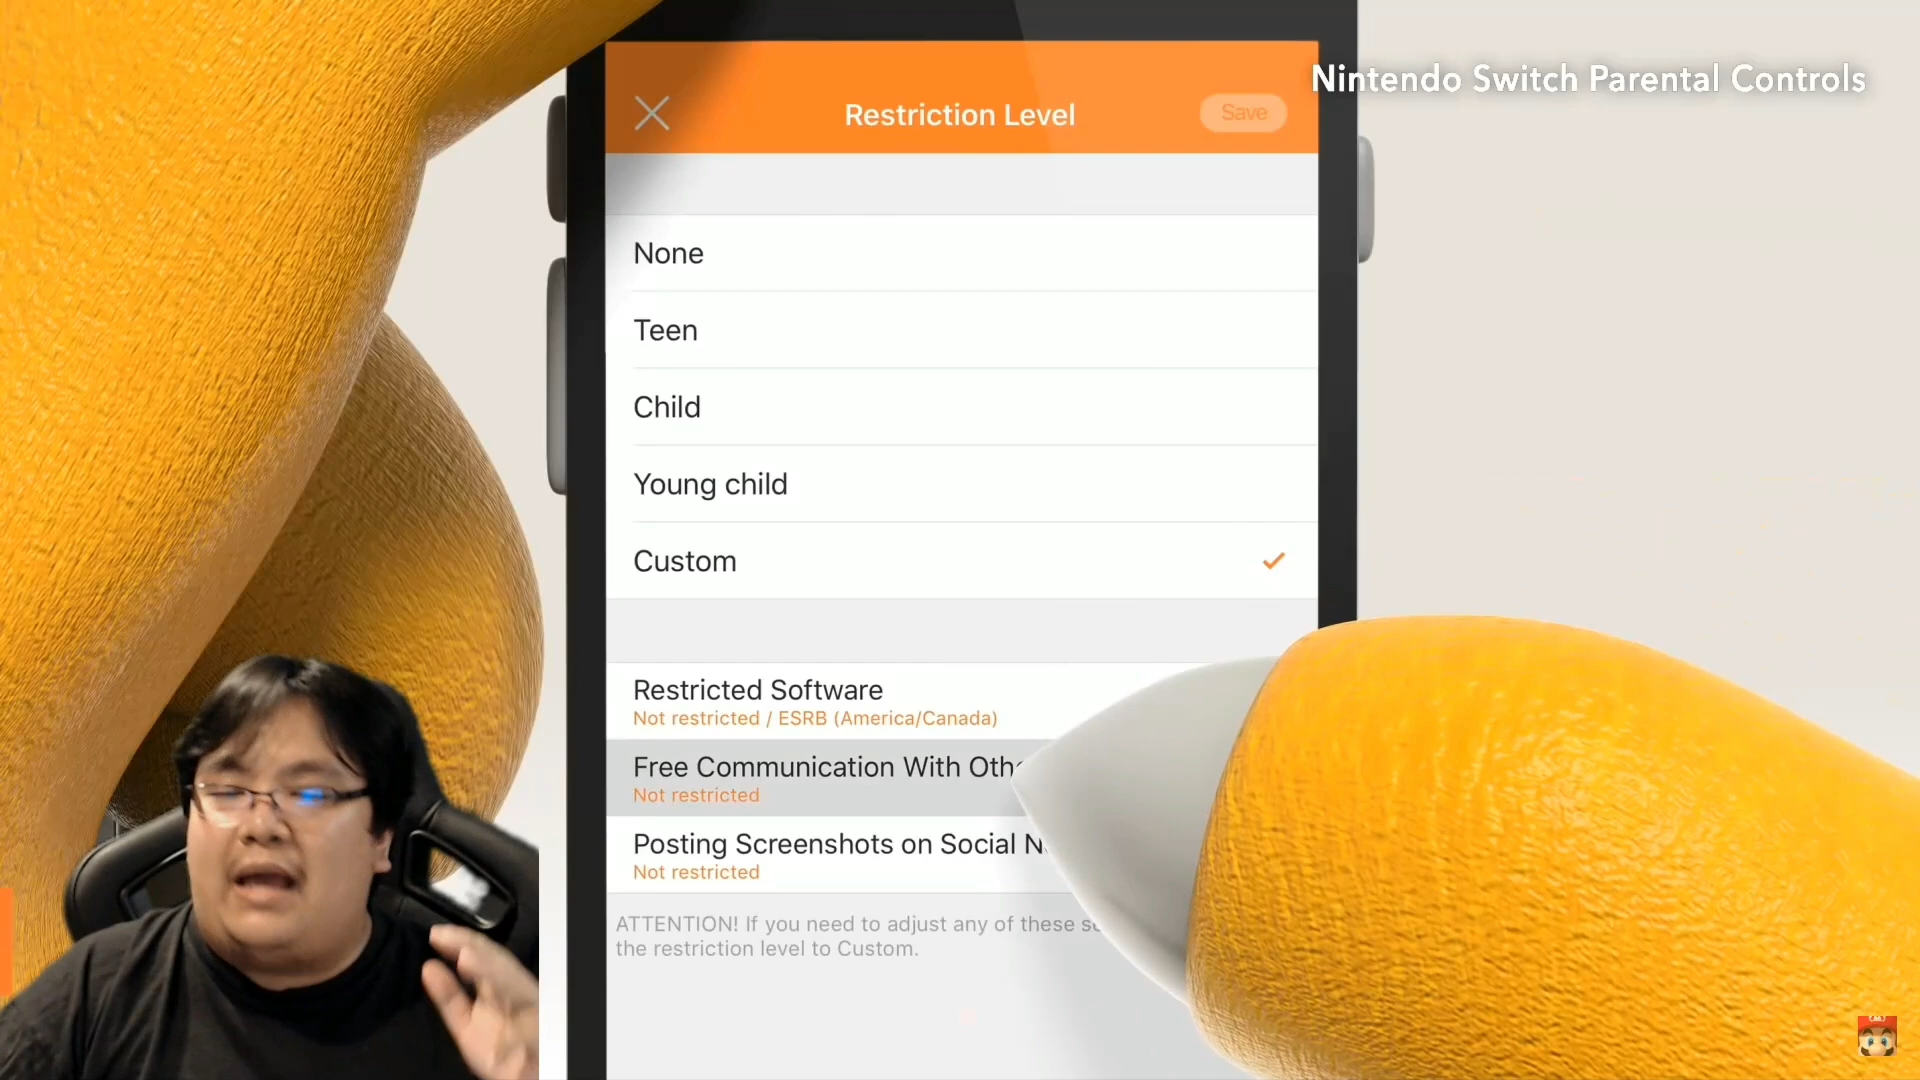 Nintendo Switch Parental Controls
Restriction Level
Save
None
Teen
Child
Young child
Custom
Restricted Software
Not restricted / ESRB (America/Canada)
Free Communication With
Not restricted
Posting Screenshots on Social
Not restricted
ATTENTION! If you need to adjust any of these
the restriction level to Custom.